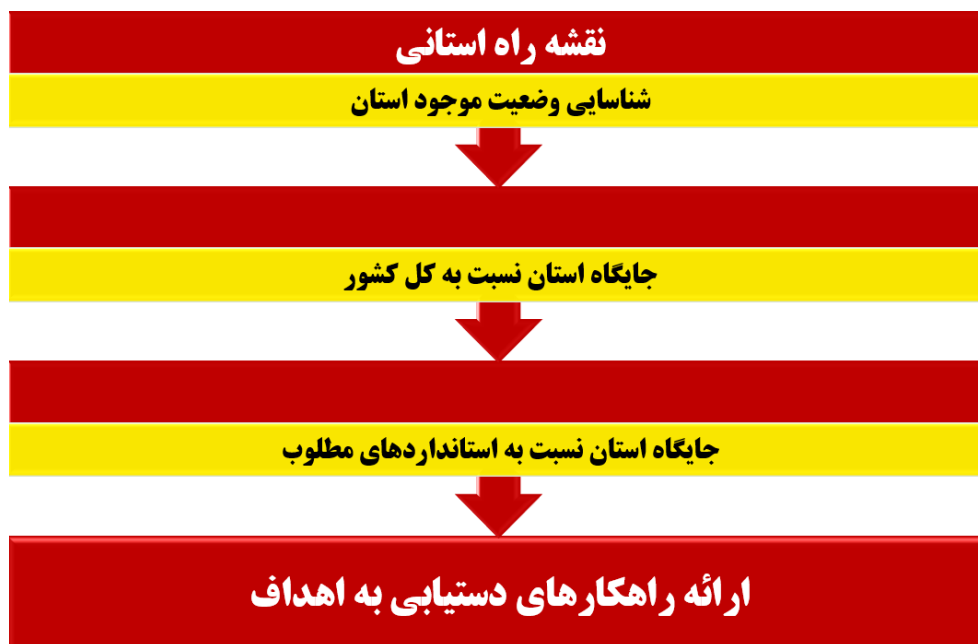 نقشه راه استانی
شناسایی وضعیت موجود استان
جایگاه استان نسبت به کل کشور
جایگاه استان نسبت به استانداردهای مطلوب
ارائه راهکارهای دستیابی به اهداف